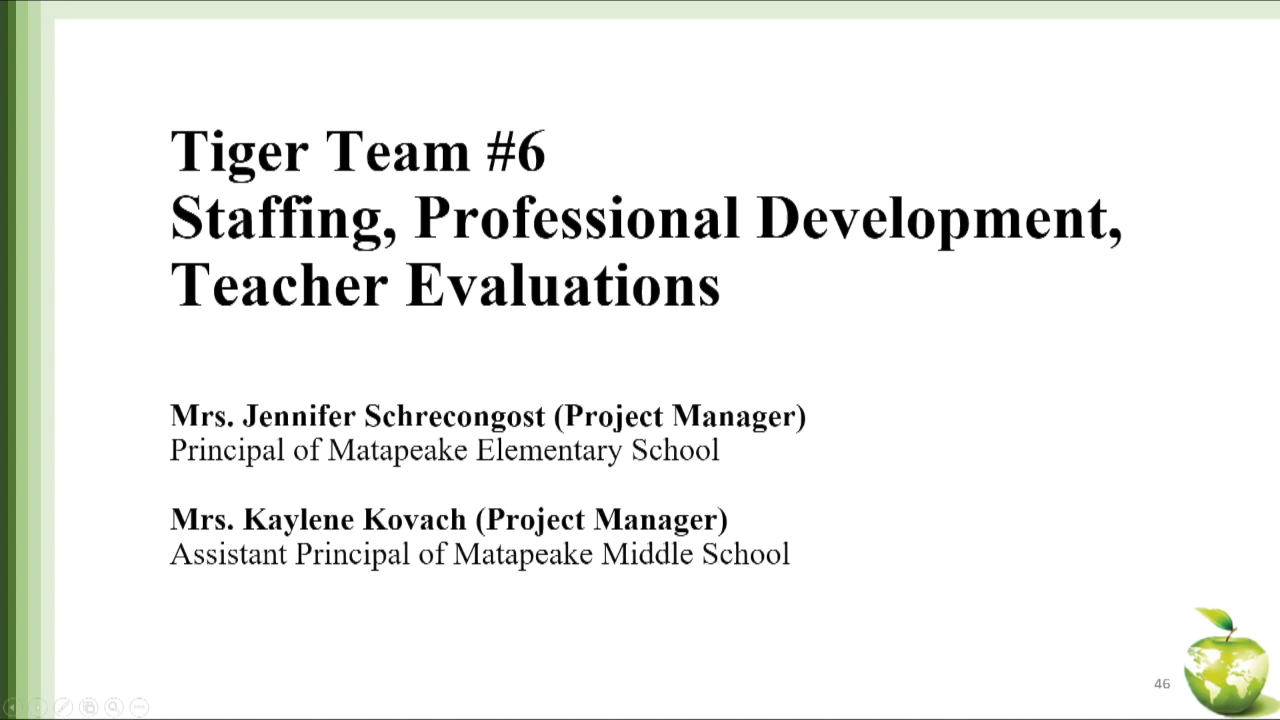 Tiger Team #6
Staffing, Professional Development,
Teacher Evaluations
Mrs. Jennifer Schrecongost (Project Manager)
Principal of Matapeake Elementary School
Mrs. Kaylene Kovach (Project Manager)
Assistant Principal of Matapeake Middle School
46